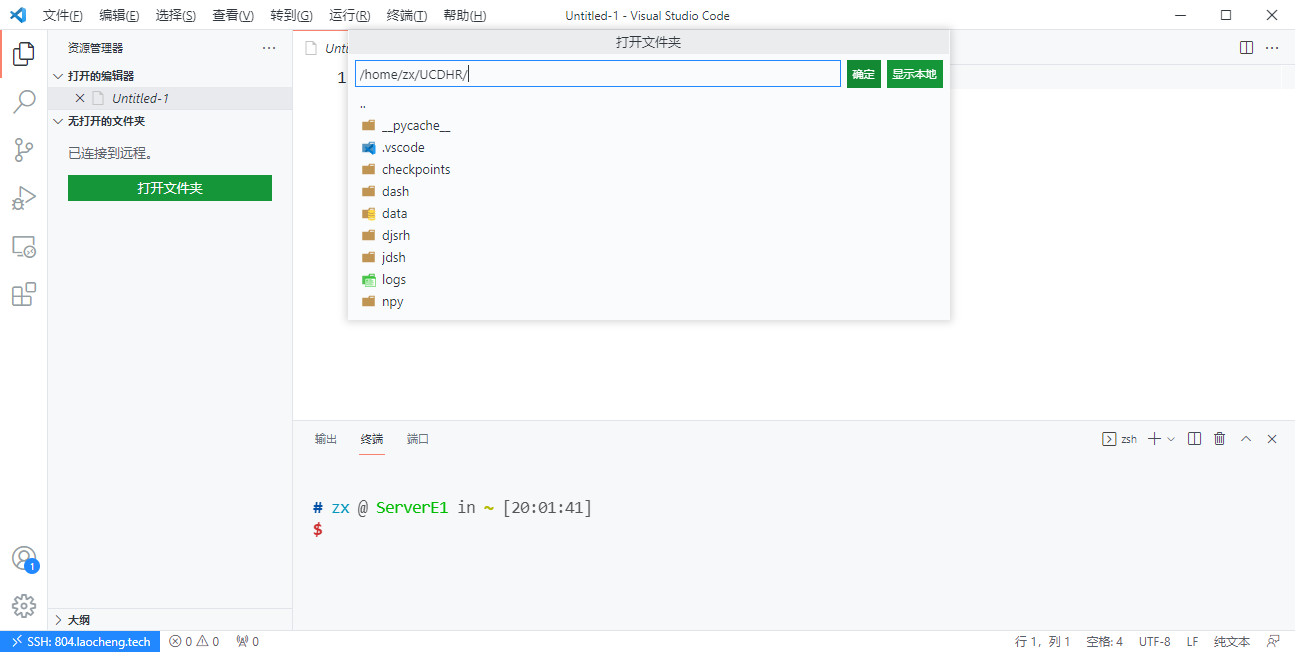 文件(F) 编辑(E) 选择(S) 查看(V) 转到(G) 运行(R) 终端(T) 帮助(H) Untitled-1 - Visual Studio Code
资源管理器
打开的编辑器
Untitled-1
无打开的文件夹
已连接到远程。
打开文件夹
大纲
Unti
1
打开文件夹
/home/zx/UCDHR/
确定 显示本地
..
__pycache__
.vscode
checkpoints
dash
data
djsrh
jdsh
logs
npy
输出 终端 端口 zsh
# zx @ ServerE1 in ~ [20:01:41]
$
1
SSH: 804.laocheng.tech 0 0 0 行 1，列 1 空格: 4 UTF-8 LF 纯文本